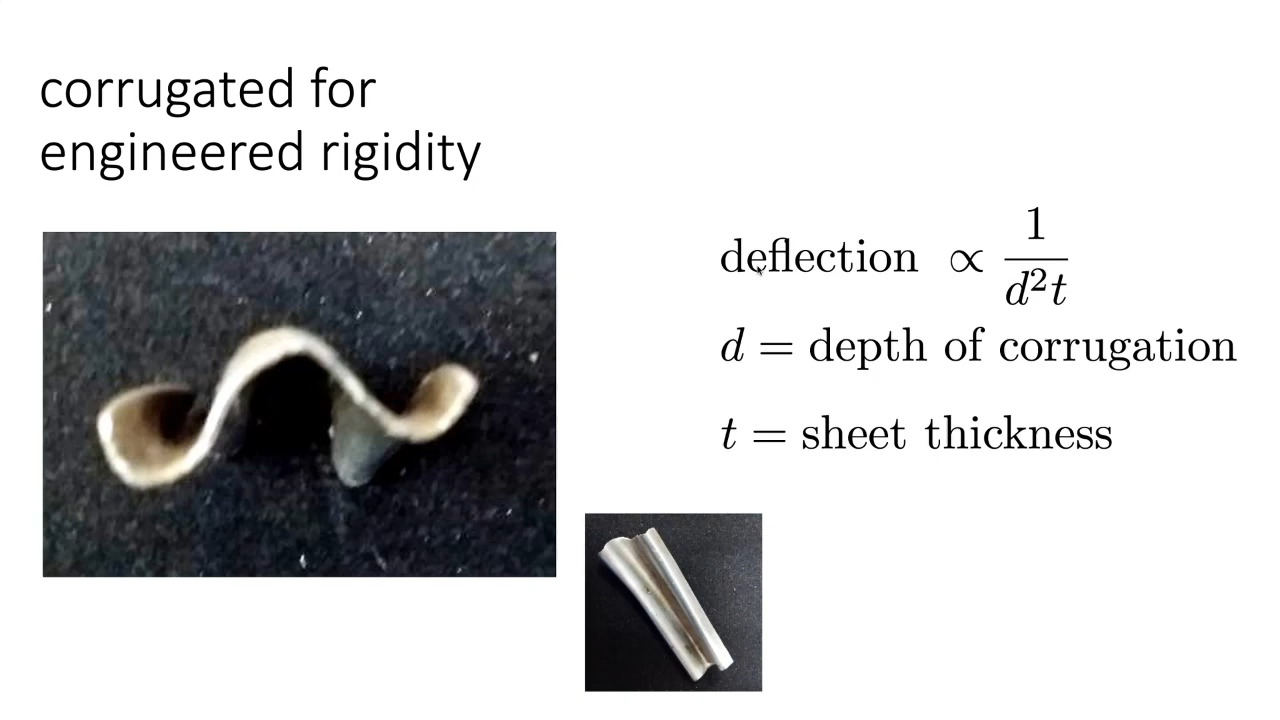 corrugated for
engineered rigidity
deflection ∝ 1/d²t
d = depth of corrugation
t = sheet thickness